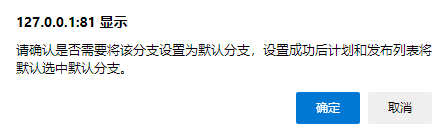 127.0.0.1:81 显示
请确认是否需要将该分支设置为默认分支，设置成功后计划和发布列表将
默认选中默认分支。
确定 取消